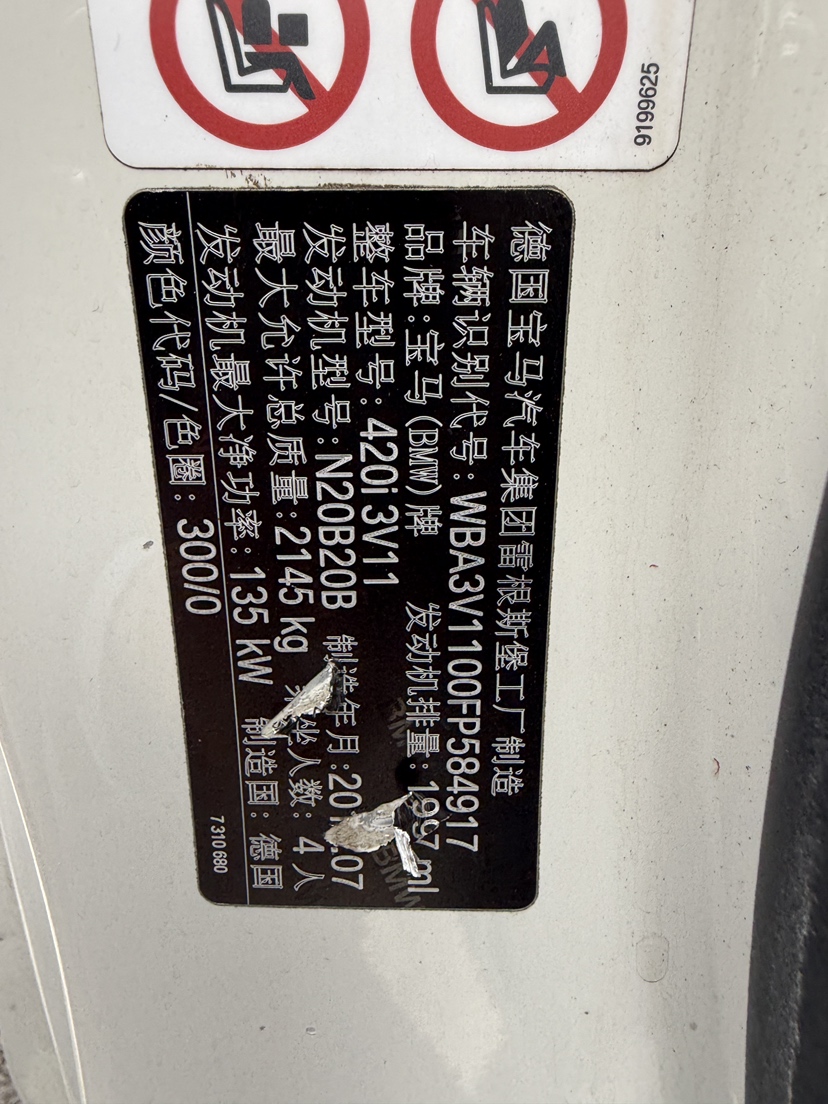 9199625
德国宝马汽车集团雷根斯堡工厂制造
车辆识别代号:WBA3V1100FP584917
品牌:宝马(BMW)牌 发动机排量:1997 ml
整车型号:420i 3V11
发动机型号:N20B20B 制造年月:
最大允许总质量:2145 kg 乘坐人数:4人
发动机最大净功率:135 kW 制造国:德国
颜色代码/色圈:300/0
7 310 680